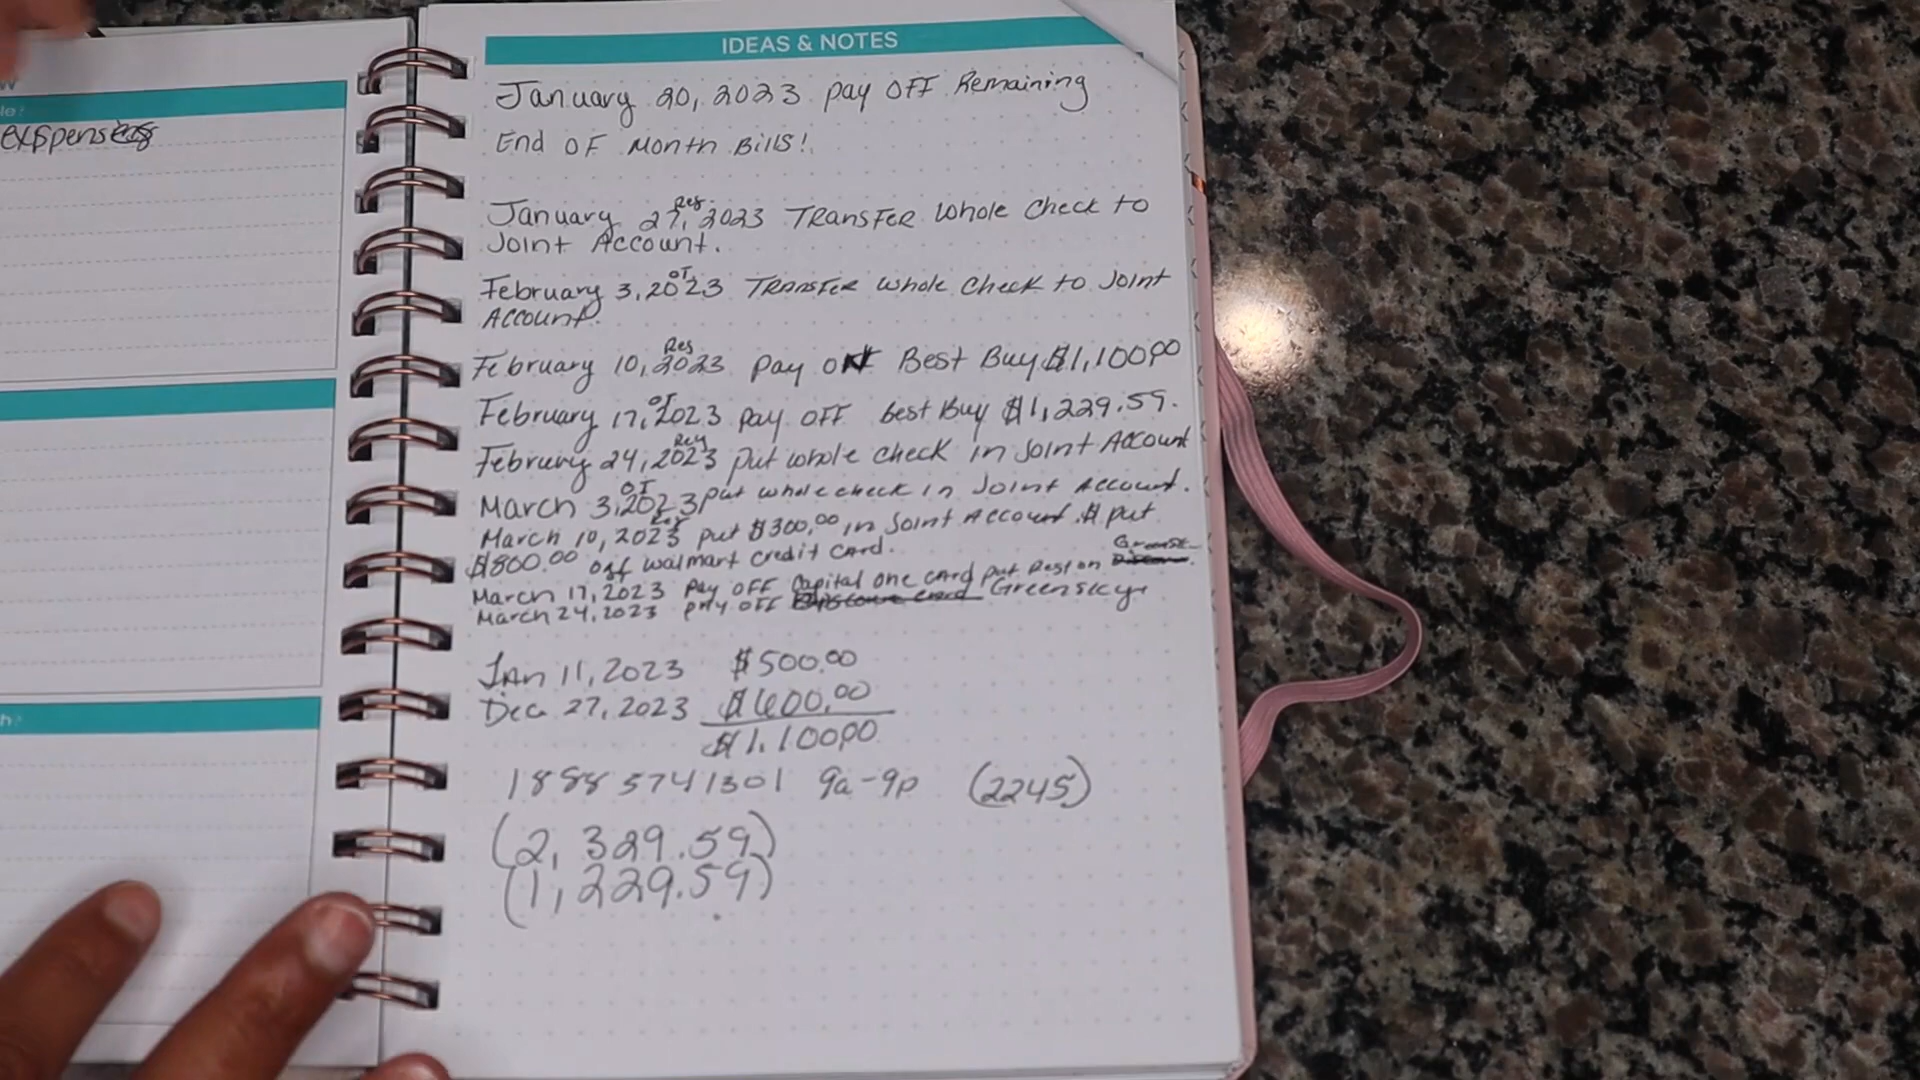 IDEAS & NOTES
January 20, 2023 pay OFF Remaining
End OF Month Bills!
Reg
January 27, 2023 TRANSFER whole check to
Joint Account.
OT
February 3, 2023 TRANSFER whole check to Joint
Account.
Reg
February 10, 2023 pay on Best Buy $1,100.00
OT
February 17, 2023 pay OFF best Buy $1,229.59.
Reg
February 24, 2023 put whole check in Joint Account
OT
March 3, 2023 put whole check in Joint Account.
Reg
March 10, 2023 put $300.00 in Joint Account. & put
$800.00 off walmart credit card.
March 17, 2023 pay OFF Capital one card put Rest on
March 24, 2023 pay OFF Greensky.
Jan 11, 2023 $500.00
Dec 27, 2023 $600.00
$1,100.00
18885741301 9a-9p (2245)
(2,329.59)
(1,229.59)
le?
expenses
h?